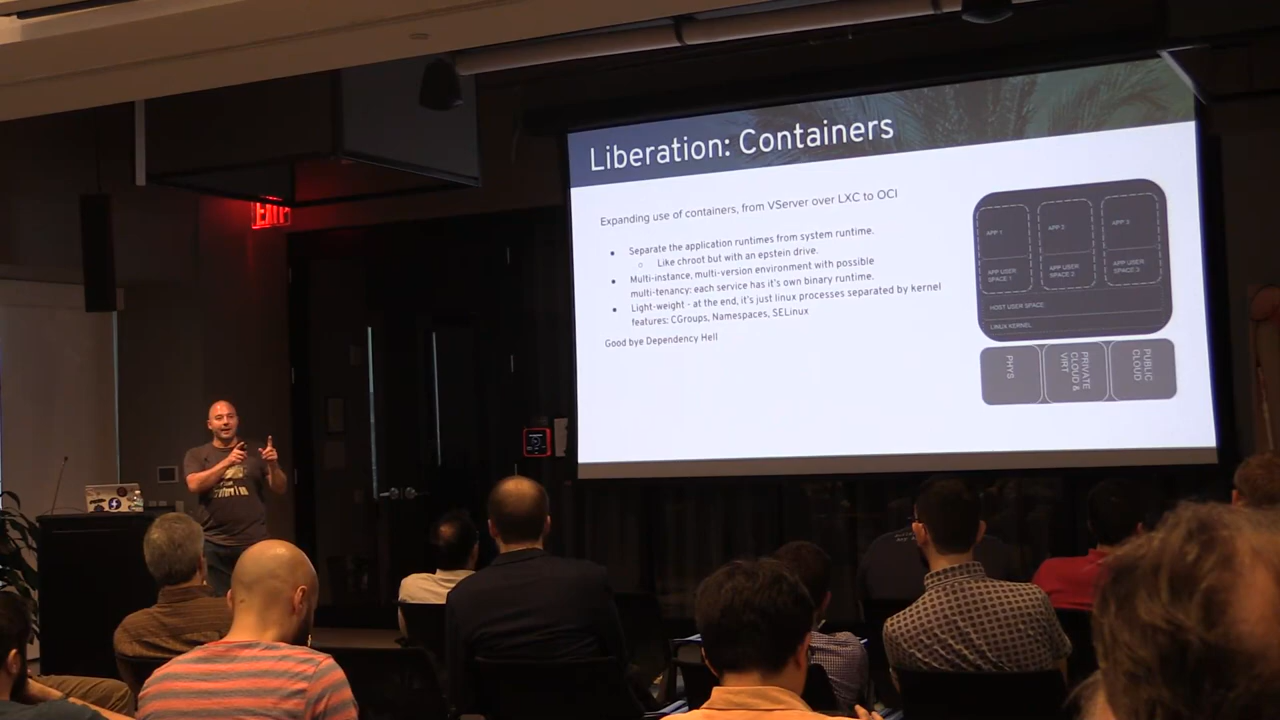 Liberation: Containers
Expanding use of containers, from VServer over LXC to OCI
Separate the application runtimes from system runtime.
Like chroot but with an epstein drive.
Multi-instance, multi-version environment with possible
multi-tenancy: each service has it's own binary runtime.
Light-weight - at the end, it's just linux processes separated by kernel
features: CGroups, Namespaces, SELinux
Good bye Dependency Hell
APP 1
APP 2
APP 3
APP USER
SPACE 1
APP USER
SPACE 2
APP USER
SPACE 3
HOST USER SPACE
LINUX KERNEL
PHYS
PRIVATE
CLOUD &
VIRT
PUBLIC
CLOUD
EXIT